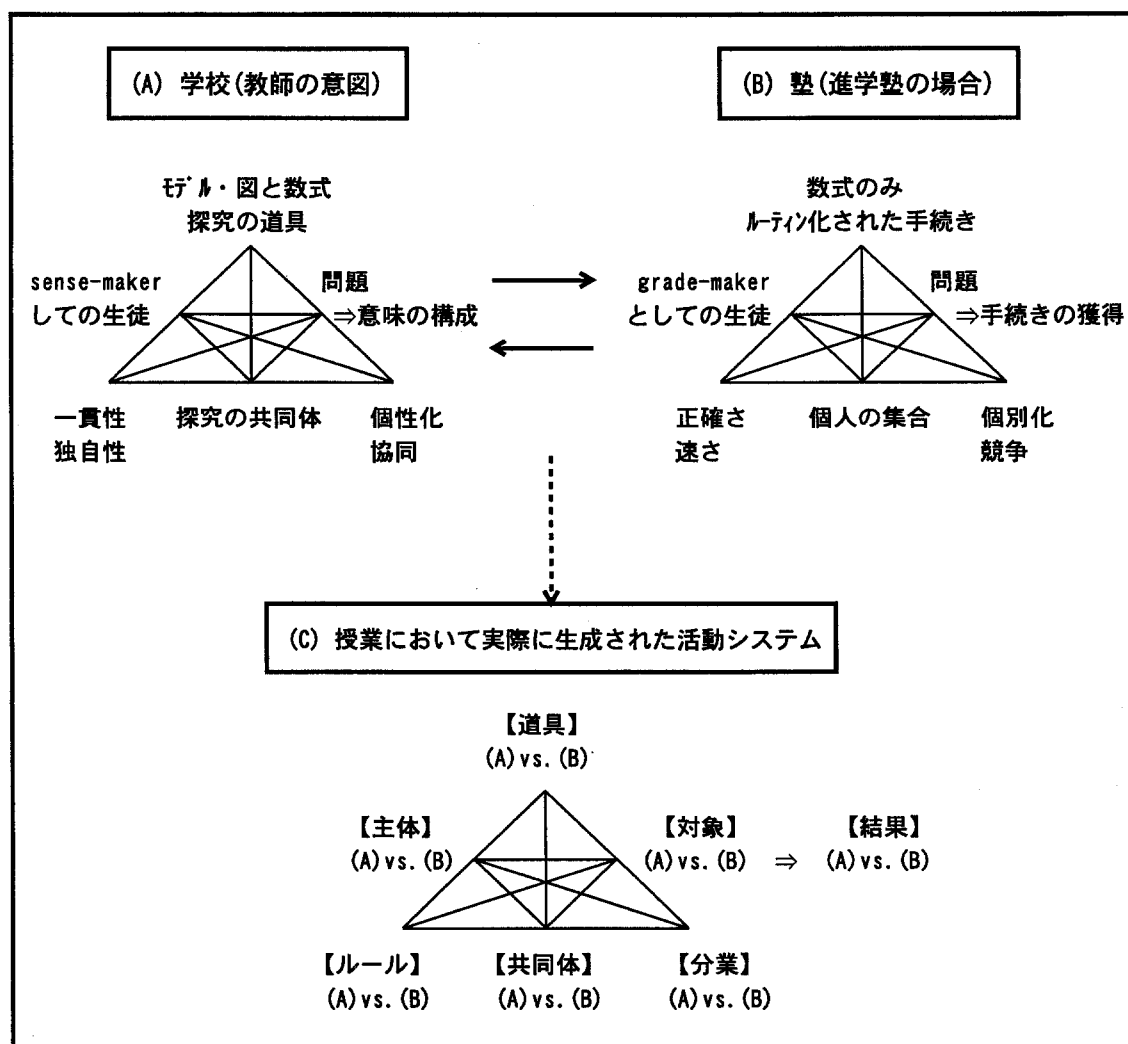 (A) 学校(教師の意図)
(B) 塾(進学塾の場合)
ﾓﾃﾞﾙ・図と数式
探究の道具
sense-maker
しての生徒
問題
⇒意味の構成
一貫性
独自性
探究の共同体
個性化
協同
数式のみ
ﾙｰﾃｨﾝ化された手続き
grade-maker
としての生徒
問題
⇒手続きの獲得
正確さ
速さ
個人の集合
個別化
競争
(C) 授業において実際に生成された活動システム
【道具】
(A)vs.(B)
【主体】
(A)vs.(B)
【対象】
(A)vs.(B)
⇒
【結果】
(A)vs.(B)
【ルール】
(A)vs.(B)
【共同体】
(A)vs.(B)
【分業】
(A)vs.(B)